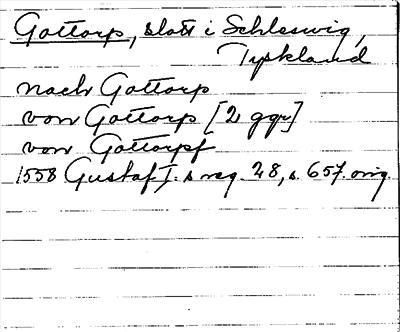 Gottorp, slott i Schleswig,
Tyskland
nach Gottorp
von Gottorp [2 ggr]
von Gottorpf
1558 Gustaf I:s reg. 28, s. 657. orig.